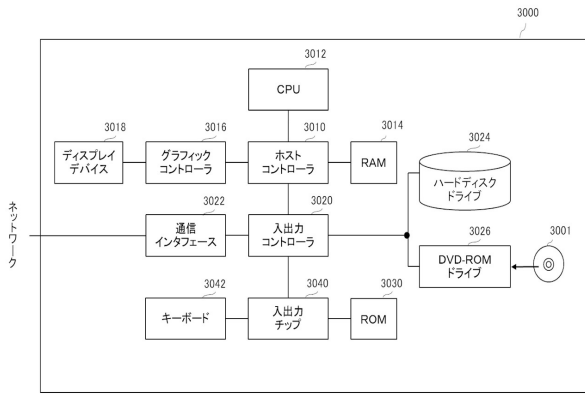 3000
3012
CPU
3018
ディスプレイ
デバイス
3016
グラフィック
コントローラ
3010
ホスト
コントローラ
3014
RAM
3024
ハードディスク
ドライブ
ネットワーク
3022
通信
インタフェース
3020
入出力
コントローラ
3026
DVD-ROM
ドライブ
3001
3042
キーボード
3040
入出力
チップ
3030
ROM